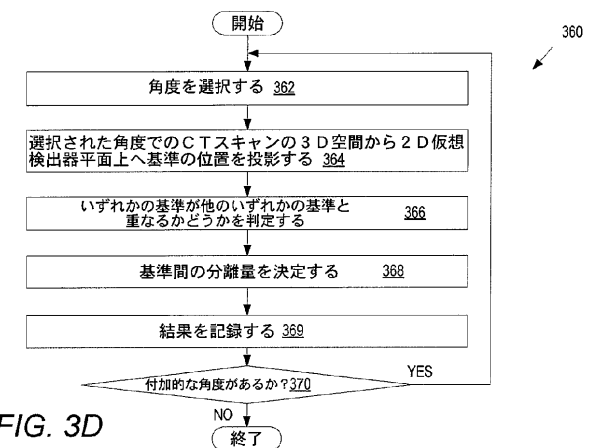 開始
360
角度を選択する 362
選択された角度でのCTスキャンの3D空間から2D仮想
検出器平面上へ基準の位置を投影する 364
いずれかの基準が他のいずれかの基準と
重なるかどうかを判定する 366
基準間の分離量を決定する 368
結果を記録する 369
付加的な角度があるか?370
YES
NO
終了
FIG. 3D